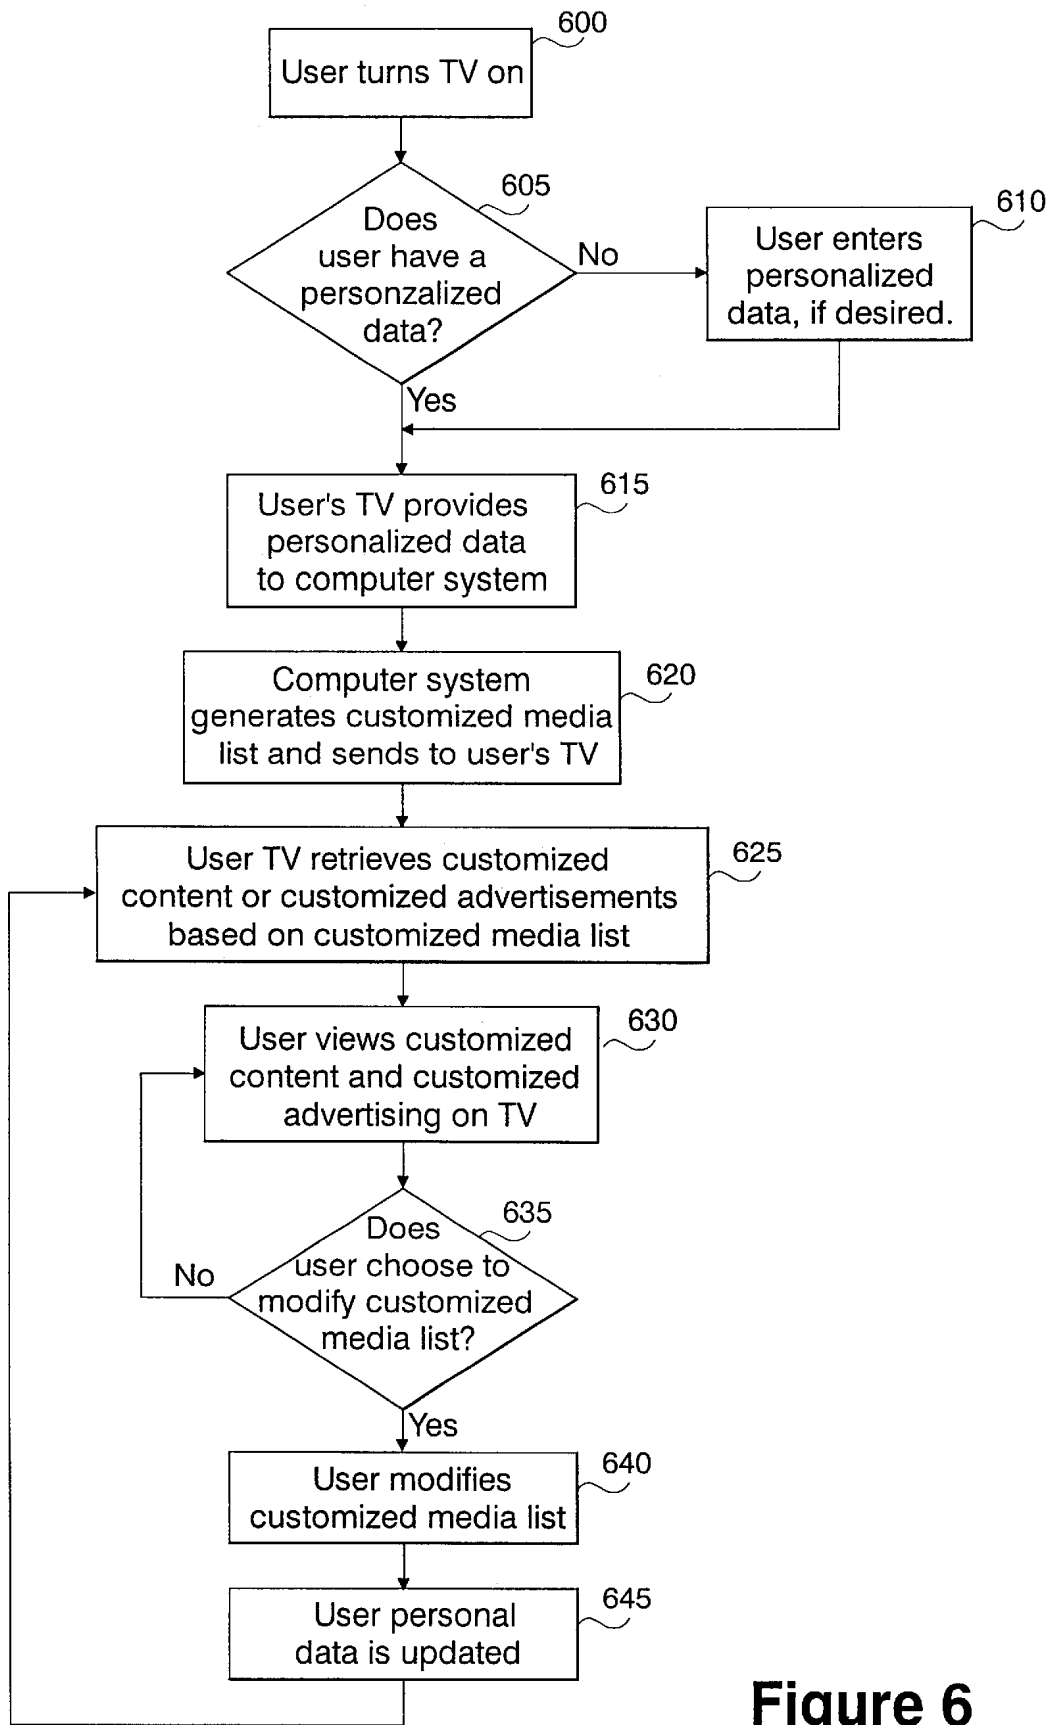 600
User turns TV on
605
Does
user have a
personzalized
data?
No
610
User enters
personalized
data, if desired.
Yes
615
User's TV provides
personalized data
to computer system
620
Computer system
generates customized media
list and sends to user's TV
625
User TV retrieves customized
content or customized advertisements
based on customized media list
630
User views customized
content and customized
advertising on TV
635
Does
user choose to
modify customized
media list?
No
Yes
640
User modifies
customized media list
645
User personal
data is updated
Figure 6